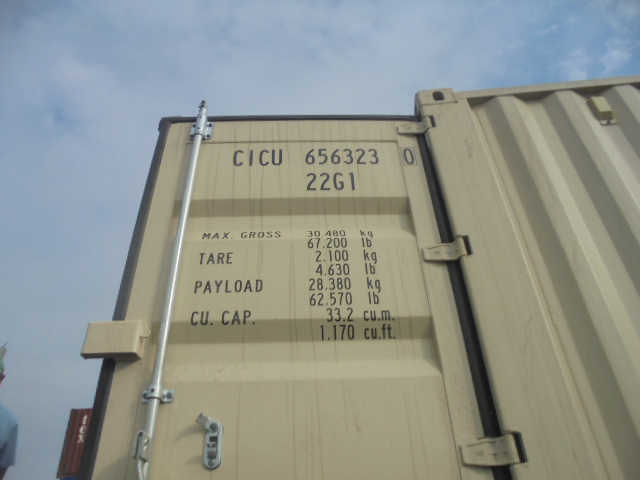 CICU 656323 0
22G1
MAX. GROSS 30.480 kg
67.200 lb
TARE 2.100 kg
4.630 lb
PAYLOAD 28.380 kg
62.570 lb
CU. CAP. 33.2 cu.m.
1.170 cu.ft.